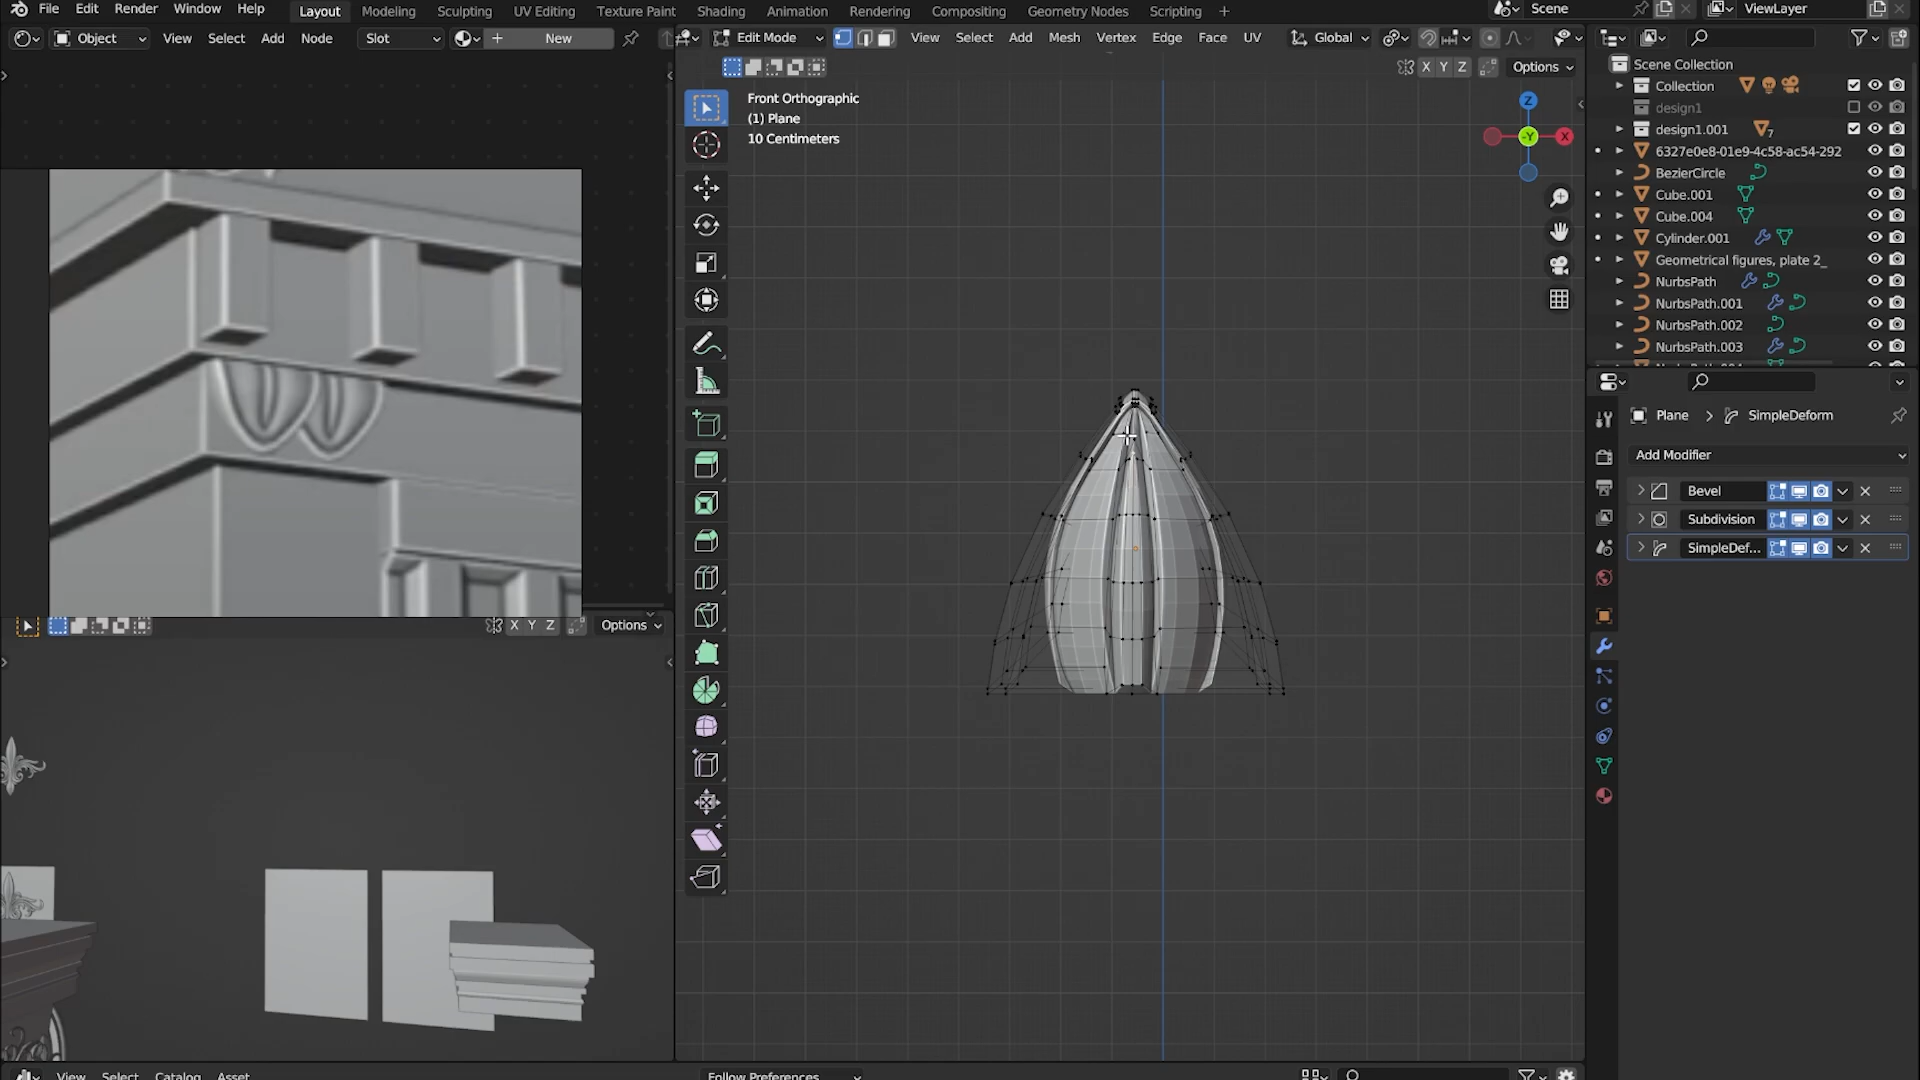 File Edit Render Window Help Layout Modeling Sculpting UV Editing Texture Paint Shading Animation Rendering Compositing Geometry Nodes Scripting + Scene ViewLayer
Object View Select Add Node Slot New
Edit Mode View Select Add Mesh Vertex Edge Face UV Global
X Y Z Options
Front Orthographic
(1) Plane
10 Centimeters
Z
-Y
X
Scene Collection
Collection
design1
design1.001 7
6327e0e8-01e9-4c58-ac54-292
BezierCircle
Cube.001
Cube.004
Cylinder.001
Geometrical figures, plate 2_
NurbsPath
NurbsPath.001
NurbsPath.002
NurbsPath.003
Plane > SimpleDeform
Add Modifier
Bevel
Subdivision
SimpleDef...
X Y Z Options
View Select Catalog Asset
Follow Preferences